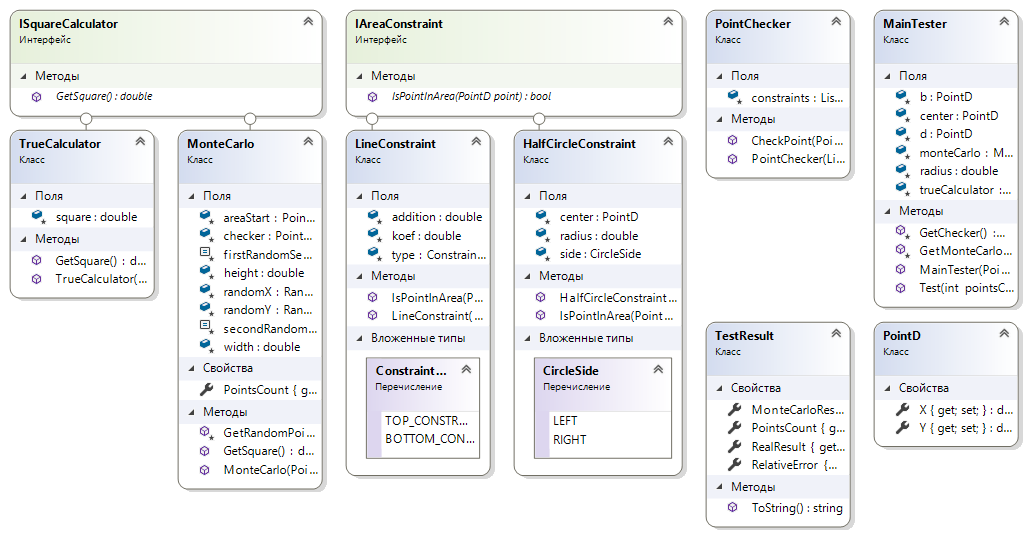 ISquareCalculator
Интерфейс
Методы
GetSquare() : double
IAreaConstraint
Интерфейс
Методы
IsPointInArea(PointD point) : bool
PointChecker
Класс
Поля
constraints : Lis...
Методы
CheckPoint(Poi...
PointChecker(Li...
MainTester
Класс
Поля
b : PointD
center : PointD
d : PointD
monteCarlo : M...
radius : double
trueCalculator :...
Методы
GetChecker() :...
GetMonteCarlo...
MainTester(Poi...
Test(int pointsC...
TrueCalculator
Класс
Поля
square : double
Методы
GetSquare() : d...
TrueCalculator(...
MonteCarlo
Класс
Поля
areaStart : Poin...
checker : Point...
firstRandomSe...
height : double
randomX : Ran...
randomY : Ran...
secondRandom...
width : double
Свойства
PointsCount { g...
Методы
GetRandomPoi...
GetSquare() : d...
MonteCarlo(Poi...
LineConstraint
Класс
Поля
addition : double
koef : double
type : Constrain...
Методы
IsPointInArea(P...
LineConstraint(...
Вложенные типы
Constraint...
Перечисление
TOP_CONSTR...
BOTTOM_CON...
HalfCircleConstraint
Класс
Поля
center : PointD
radius : double
side : CircleSide
Методы
HalfCircleConstraint...
IsPointInArea(Point...
Вложенные типы
CircleSide
Перечисление
LEFT
RIGHT
TestResult
Класс
Свойства
MonteCarloRes...
PointsCount { g...
RealResult { get...
RelativeError {...
Методы
ToString() : string
PointD
Класс
Свойства
X { get; set; } : d...
Y { get; set; } : d...